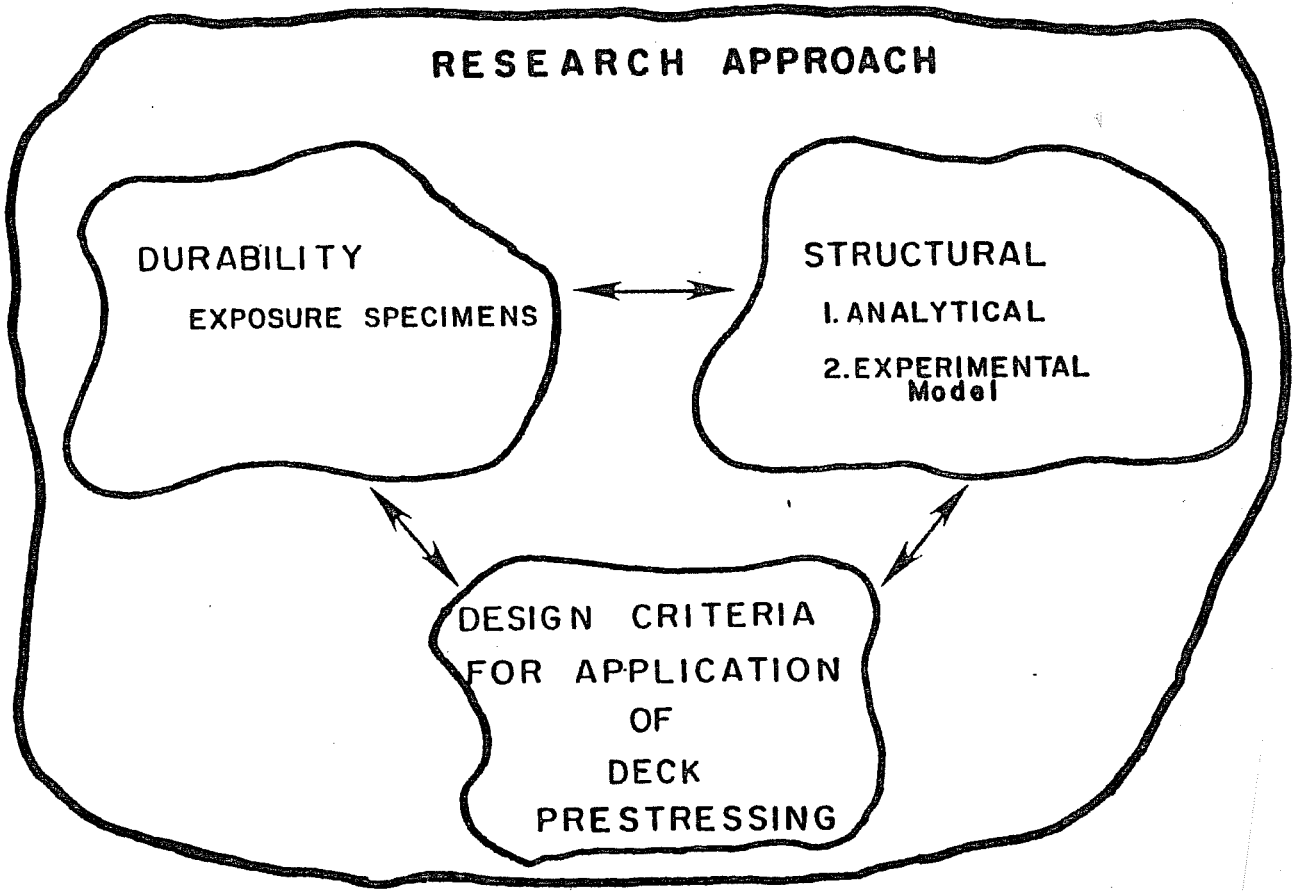 RESEARCH APPROACH
DURABILITY
EXPOSURE SPECIMENS
STRUCTURAL
1. ANALYTICAL
2. EXPERIMENTAL
Model
DESIGN CRITERIA
FOR APPLICATION
OF
DECK
PRESTRESSING